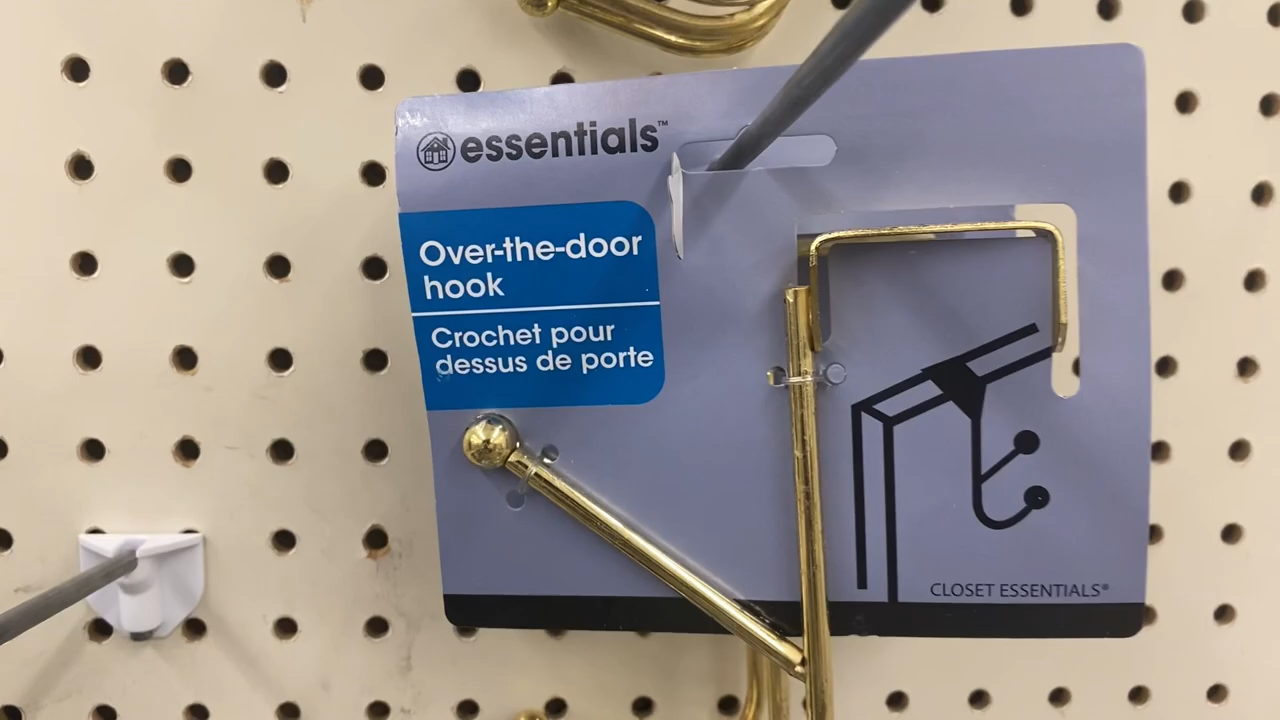 essentials™
Over-the-door
hook
Crochet pour
dessus de porte
CLOSET ESSENTIALS®